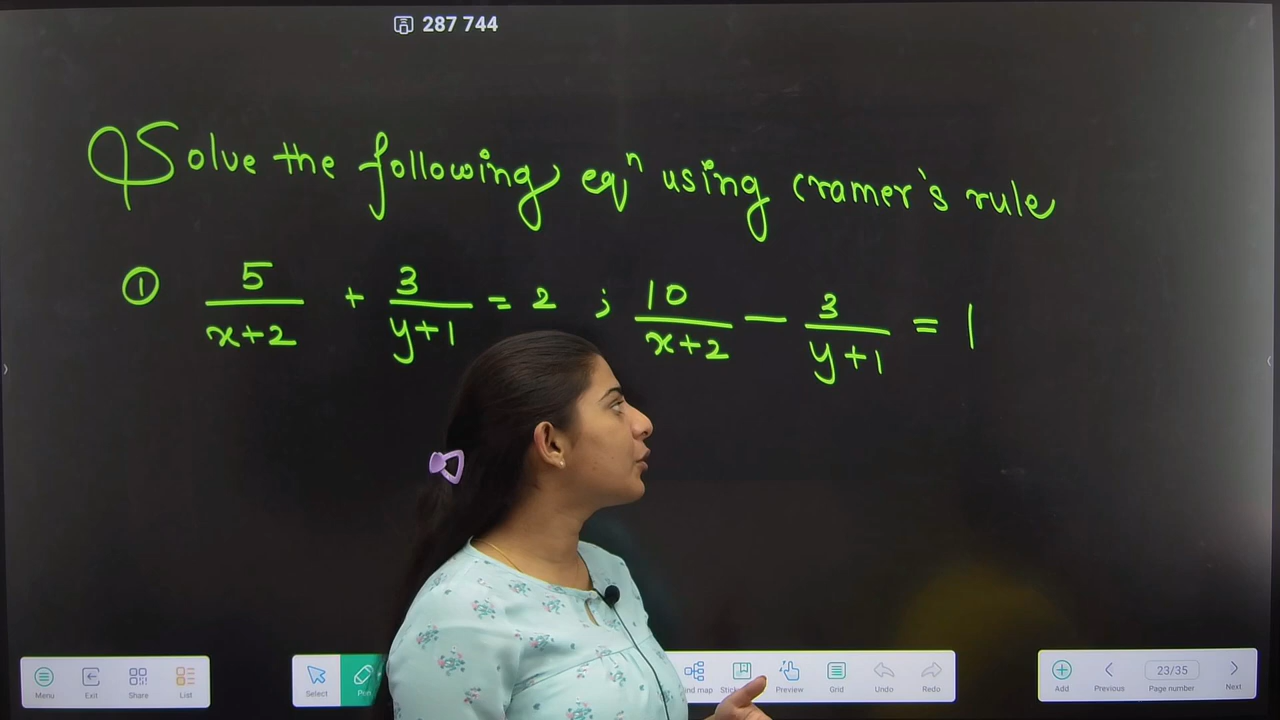 287 744
Q Solve the following eqⁿ using cramer's rule
① 5/(x+2) + 3/(y+1) = 2 ; 10/(x+2) - 3/(y+1) = 1
Menu Exit Share List Select Pen Preview Grid Undo Redo Add Previous 23/35 Page number Next